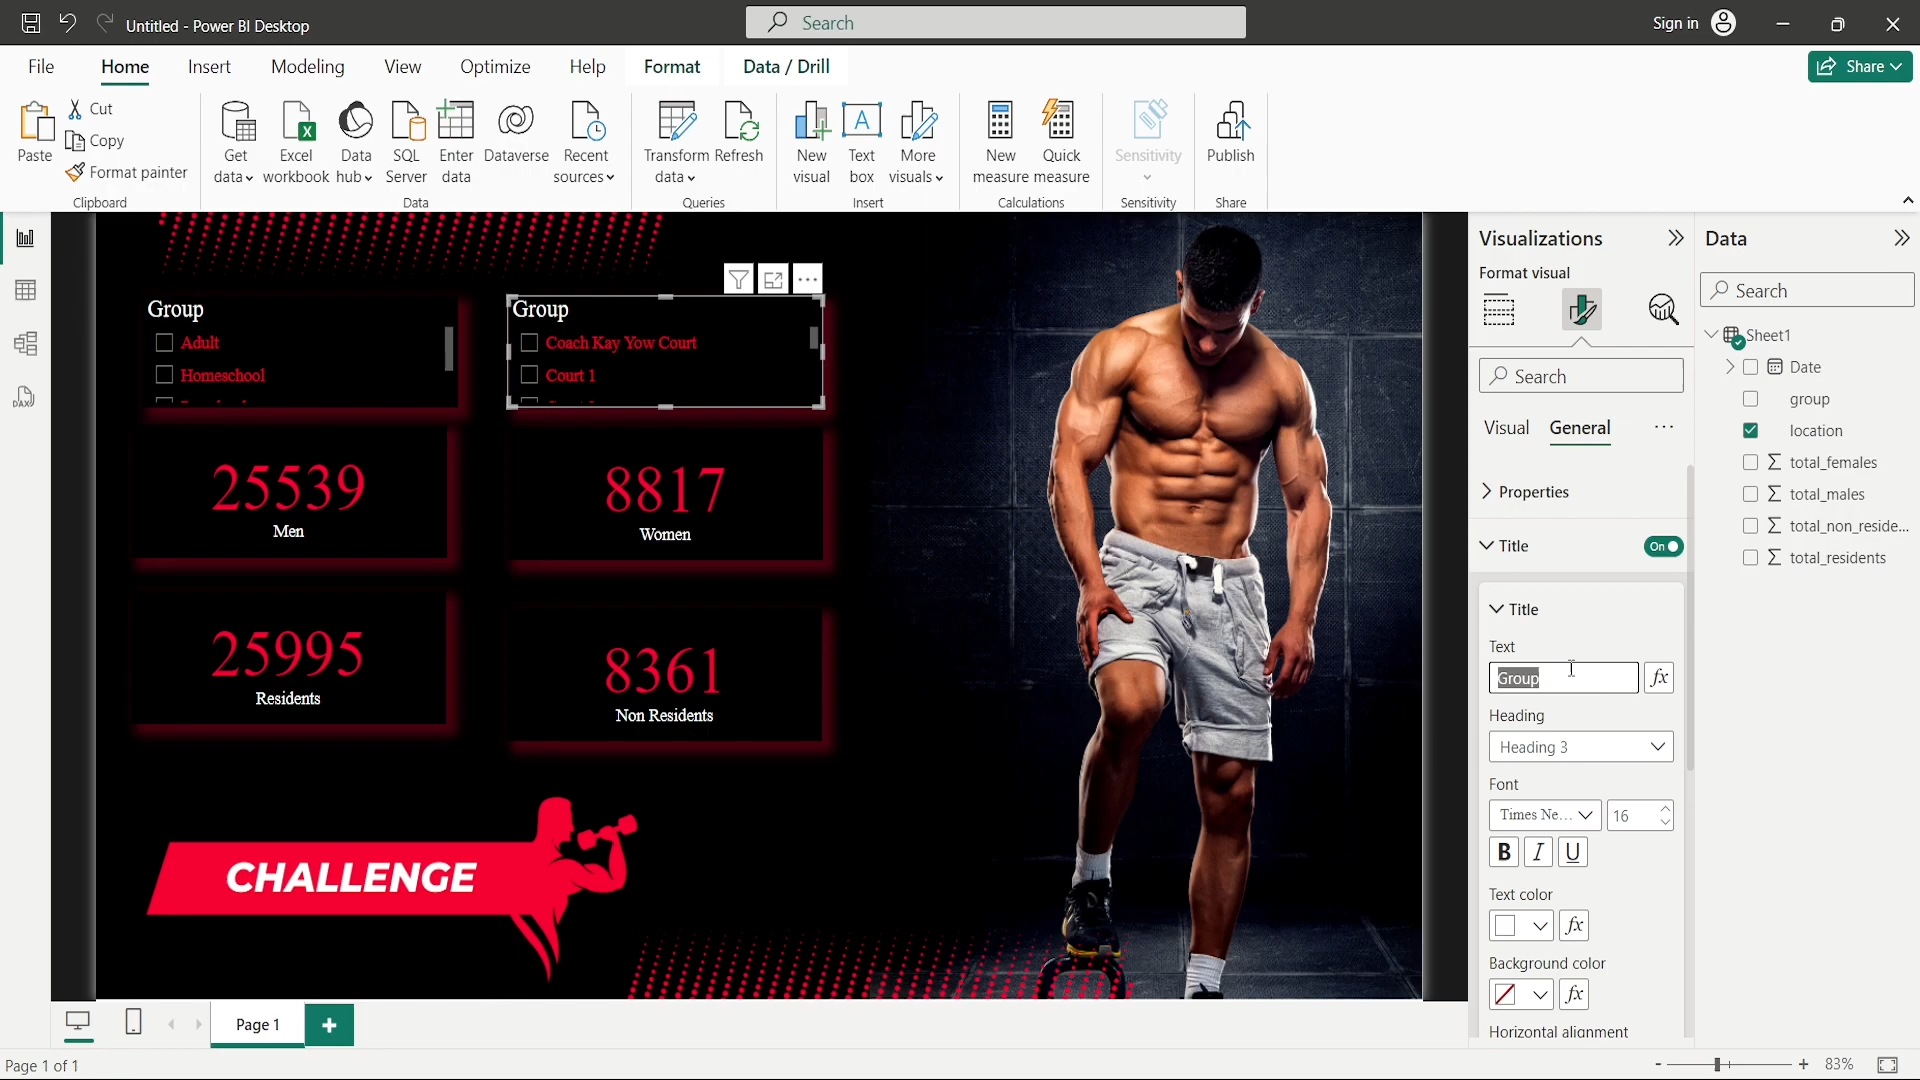 Untitled - Power BI Desktop
Search
Sign in
File
Home
Insert
Modeling
View
Optimize
Help
Format
Data / Drill
Share
Paste
Cut
Copy
Format painter
Clipboard
Get data
Excel workbook
Data hub
SQL Server
Enter data
Dataverse
Recent sources
Data
Transform data
Refresh
Queries
New visual
Text box
More visuals
Insert
New measure
Quick measure
Calculations
Sensitivity
Sensitivity
Publish
Share
Group
Adult
Homeschool
Group
Coach Kay Yow Court
Court 1
25539
Men
8817
Women
25995
Residents
8361
Non Residents
CHALLENGE
Visualizations
Format visual
Search
Visual
General
Properties
Title
On
Title
Text
Group
fx
Heading
Heading 3
Font
Times Ne...
16
B
I
U
Text color
fx
Background color
fx
Horizontal alignment
Data
Search
Sheet1
Date
group
location
total_females
total_males
total_non_reside...
total_residents
DAX
Page 1
Page 1 of 1
83%